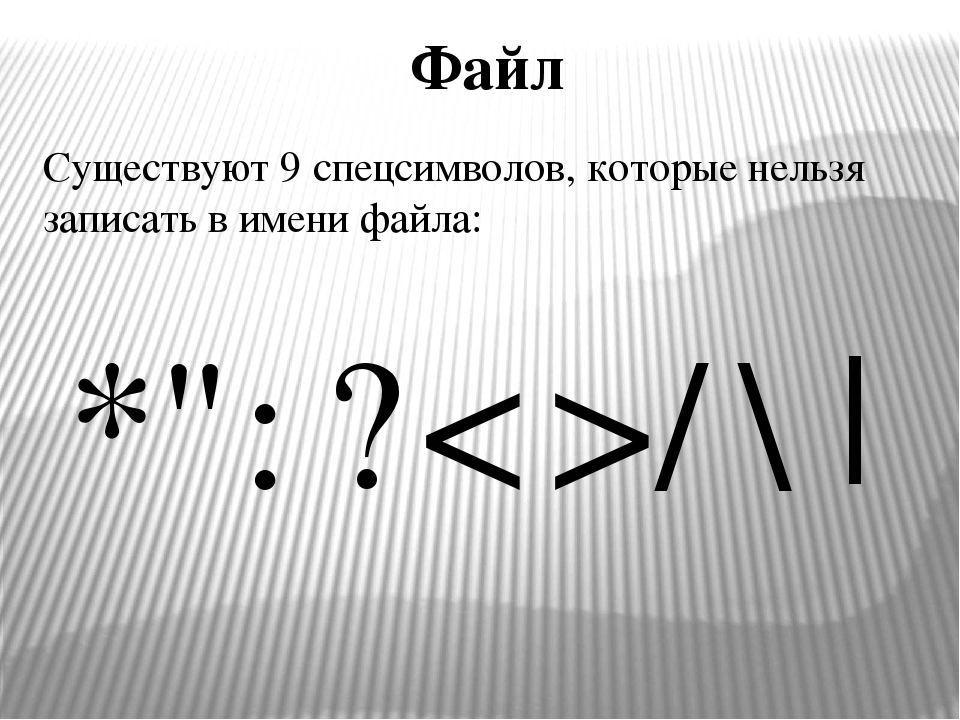 Файл
Существуют 9 спецсимволов, которые нельзя
записать в имени файла:
*":?<>/\|